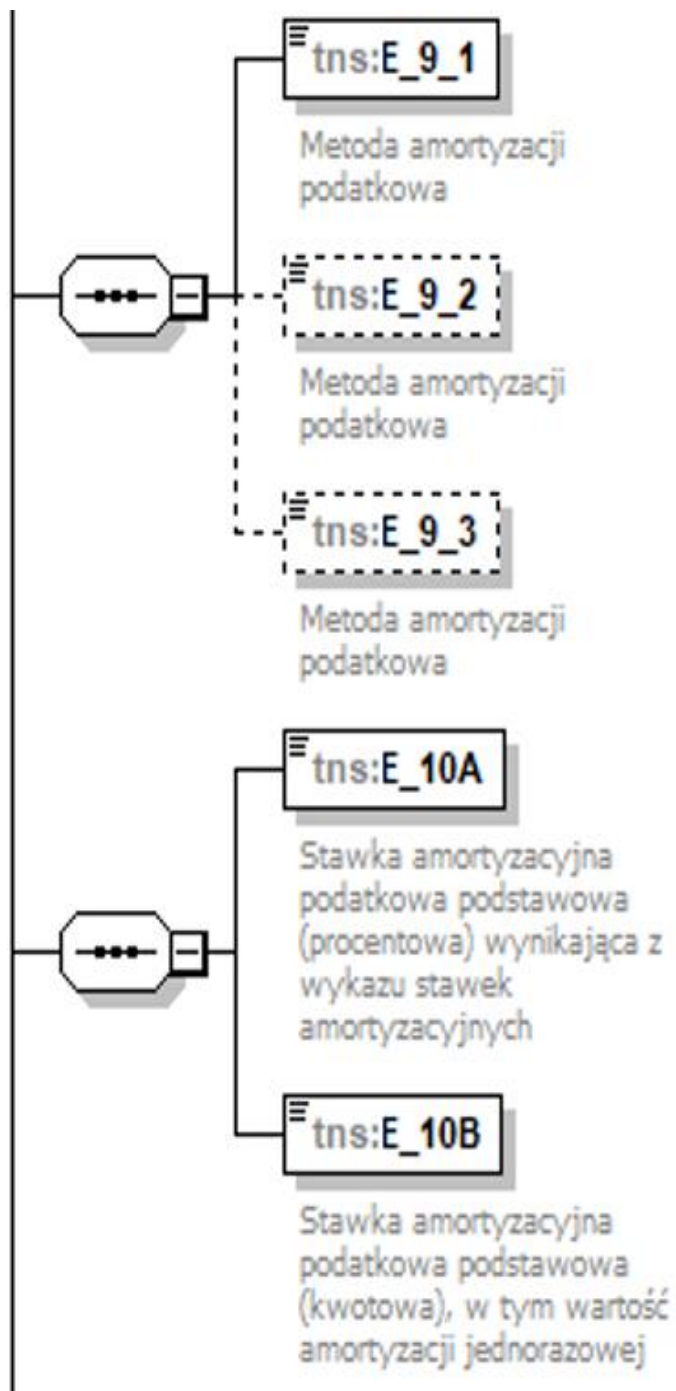 tns:E_9_1
Metoda amortyzacji
podatkowa
tns:E_9_2
Metoda amortyzacji
podatkowa
tns:E_9_3
Metoda amortyzacji
podatkowa
tns:E_10A
Stawka amortyzacyjna
podatkowa podstawowa
(procentowa) wynikająca z
wykazu stawek
amortyzacyjnych
tns:E_10B
Stawka amortyzacyjna
podatkowa podstawowa
(kwotowa), w tym wartość
amortyzacji jednorazowej